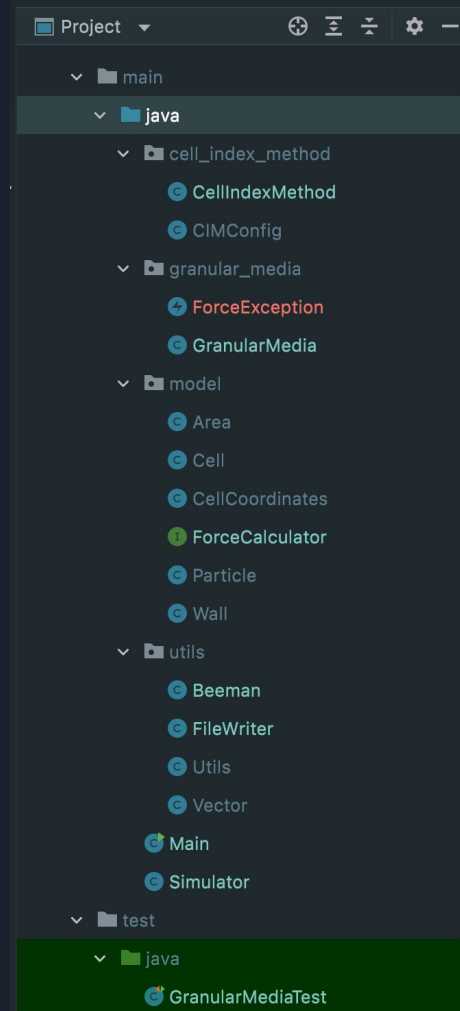 Project
main
java
cell_index_method
CellIndexMethod
CIMConfig
granular_media
ForceException
GranularMedia
model
Area
Cell
CellCoordinates
ForceCalculator
Particle
Wall
utils
Beeman
FileWriter
Utils
Vector
Main
Simulator
test
java
GranularMediaTest